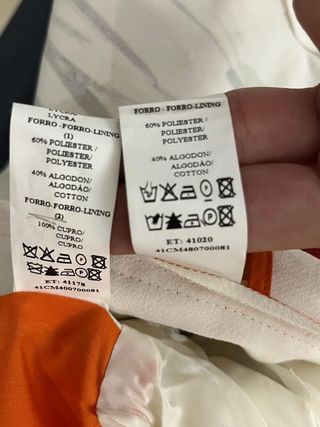 LYCRA
FORRO-FORRO-LINING
(1)
60% POLIESTER /
POLIESTER/
POLYESTER
40% ALGODON/
ALGODÃO/
COTTON
FORRO-FORRO-LINING
(2)
100% CUPRO/
CUPRO/
CUPRO
ET: 41178
41CM400700081
FORRO - FORRO-LINING
60% POLIESTER /
POLIESTER/
POLYESTER
40% ALGODON/
ALGODÃO/
COTTON
ET: 41020
41CM480700081